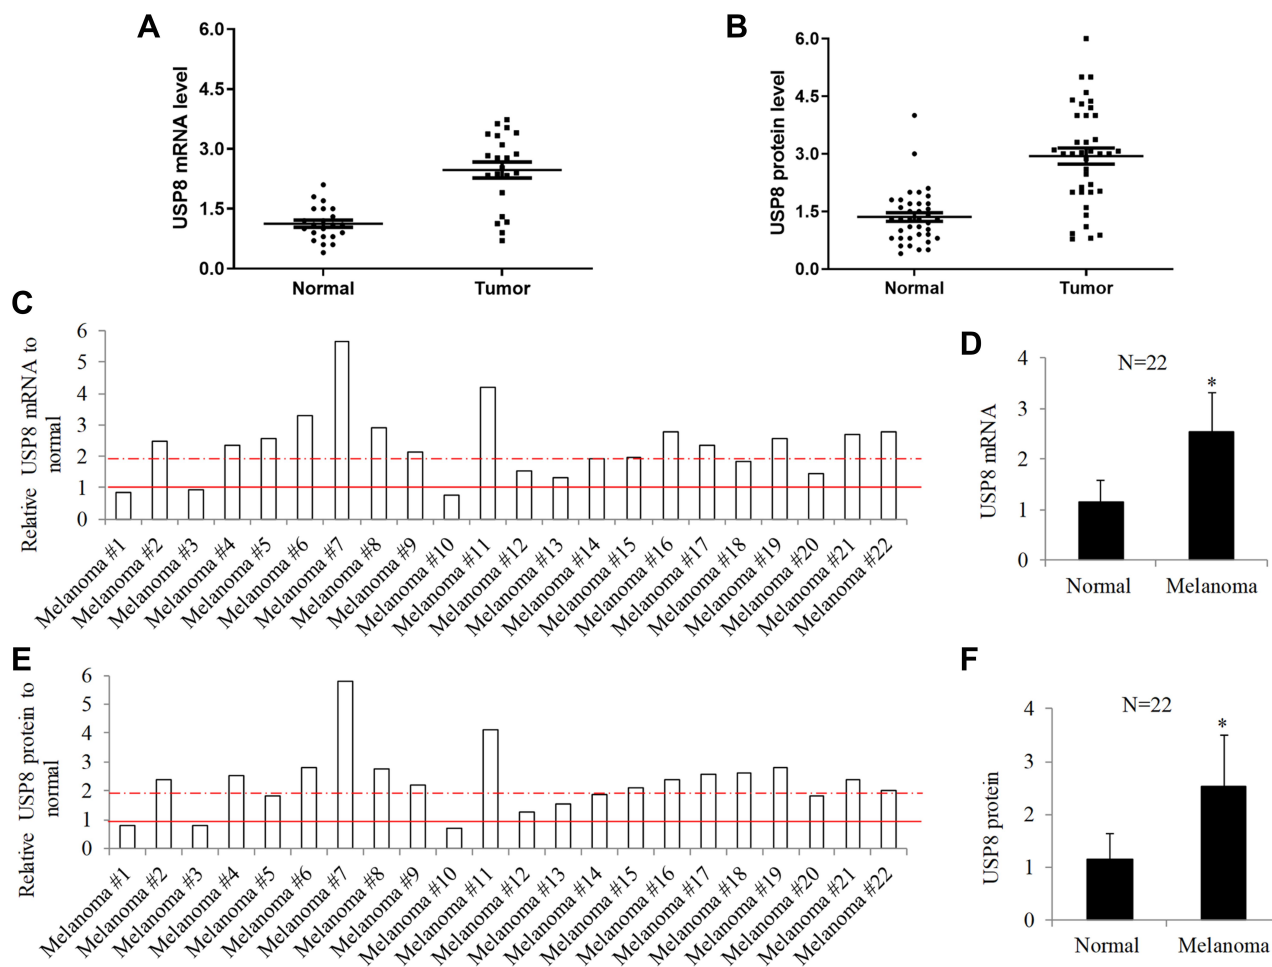 A
USP8 mRNA level
6.0
4.5
3.0
1.5
0.0
Normal
Tumor
B
USP8 protein level
6.0
4.5
3.0
1.5
0.0
Normal
Tumor
C
Relative USP8 mRNA to
normal
6
5
4
3
2
1
0
Melanoma #1
Melanoma #2
Melanoma #3
Melanoma #4
Melanoma #5
Melanoma #6
Melanoma #7
Melanoma #8
Melanoma #9
Melanoma #10
Melanoma #11
Melanoma #12
Melanoma #13
Melanoma #14
Melanoma #15
Melanoma #16
Melanoma #17
Melanoma #18
Melanoma #19
Melanoma #20
Melanoma #21
Melanoma #22
D
USP8 mRNA
4
3
2
1
0
N=22
*
Normal
Melanoma
E
Relative USP8 protein to
normal
6
5
4
3
2
1
0
Melanoma #1
Melanoma #2
Melanoma #3
Melanoma #4
Melanoma #5
Melanoma #6
Melanoma #7
Melanoma #8
Melanoma #9
Melanoma #10
Melanoma #11
Melanoma #12
Melanoma #13
Melanoma #14
Melanoma #15
Melanoma #16
Melanoma #17
Melanoma #18
Melanoma #19
Melanoma #20
Melanoma #21
Melanoma #22
F
USP8 protein
4
3
2
1
0
N=22
*
Normal
Melanoma